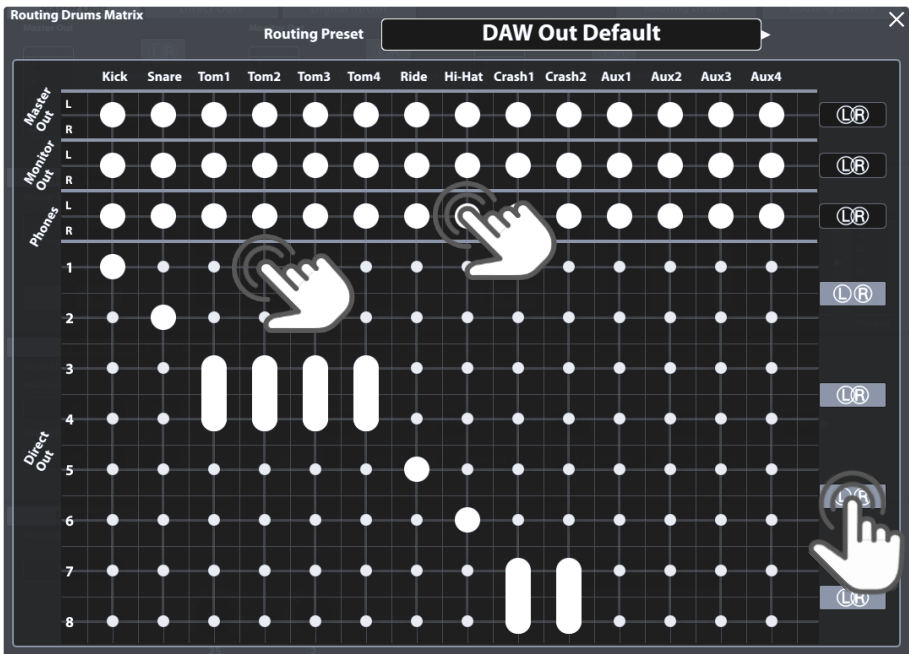 Routing Drums Matrix
Routing Preset DAW Out Default
Kick Snare Tom1 Tom2 Tom3 Tom4 Ride Hi-Hat Crash1 Crash2 Aux1 Aux2 Aux3 Aux4
Master Out
L
R
LR
Monitor Out
L
R
LR
Phones
L
R
LR
Direct Out
1
L R
2
3
LR
4
5
L R
6
7
LR
8